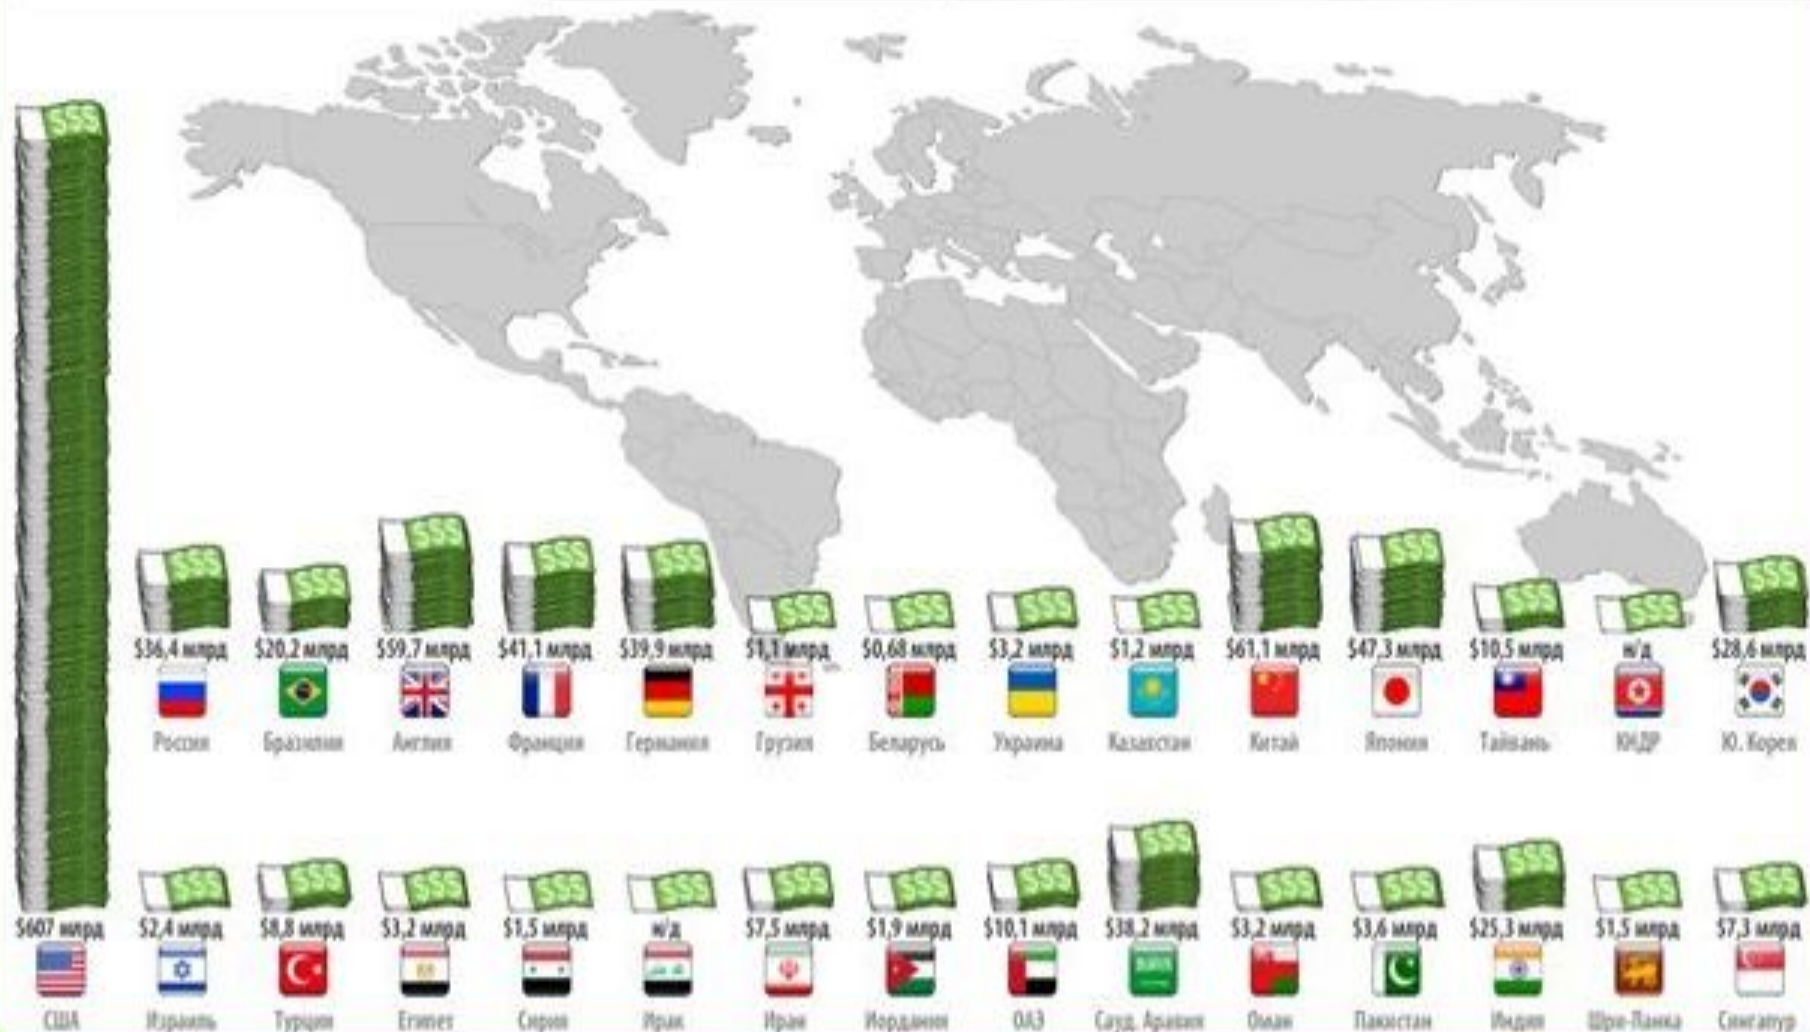 $$$
$36,4 млрд $20,2 млрд $59,7 млрд $41,1 млрд $39,9 млрд $1,1 млрд $0,68 млрд $3,2 млрд $1,2 млрд $61,1 млрд $47,3 млрд $10,5 млрд н/д $28,6 млрд
Россия Бразилия Англия Франция Германия Грузия Беларусь Украина Казахстан Китай Япония Тайвань КНДР Ю. Корея
$607 млрд $2,4 млрд $8,8 млрд $3,2 млрд $1,5 млрд н/д $7,5 млрд $1,9 млрд $10,1 млрд $38,2 млрд $3,2 млрд $3,6 млрд $25,3 млрд $1,5 млрд $7,3 млрд
США Израиль Турция Египет Сирия Ирак Иран Иордания ОАЭ Сауд. Аравия Оман Пакистан Индия Шри-Ланка Сингапур